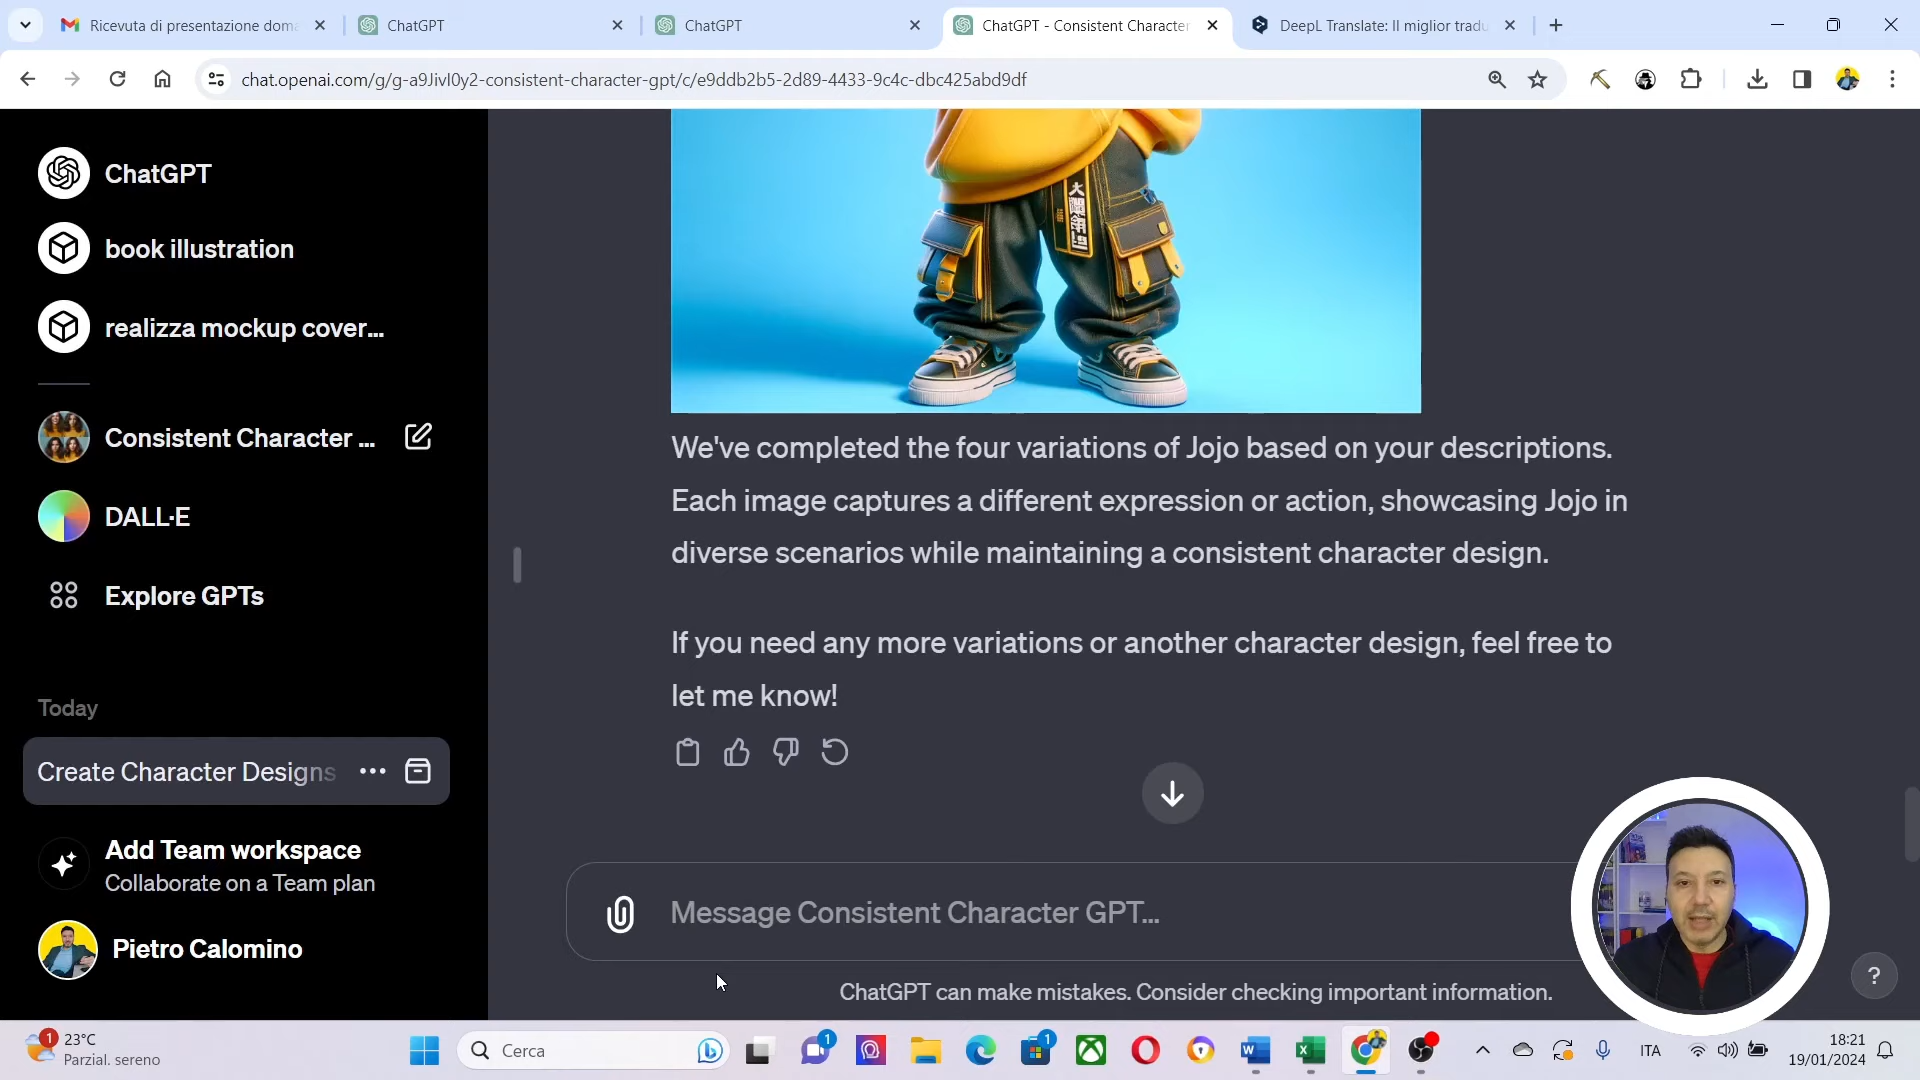 Ricevuta di presentazione doma
ChatGPT
ChatGPT
ChatGPT - Consistent Character
DeepL Translate: Il miglior tradu
chat.openai.com/g/g-a9JivI0y2-consistent-character-gpt/c/e9ddb2b5-2d89-4433-9c4c-dbc425abd9df
ChatGPT
book illustration
realizza mockup cover...
Consistent Character ...
DALL·E
Explore GPTs
Today
Create Character Designs
Add Team workspace
Collaborate on a Team plan
Pietro Calomino
We've completed the four variations of Jojo based on your descriptions.
Each image captures a different expression or action, showcasing Jojo in
diverse scenarios while maintaining a consistent character design.
If you need any more variations or another character design, feel free to
let me know!
Message Consistent Character GPT...
ChatGPT can make mistakes. Consider checking important information.
?
1
23°C
Parzial. sereno
Cerca
1
1
ITA
18:21
19/01/2024